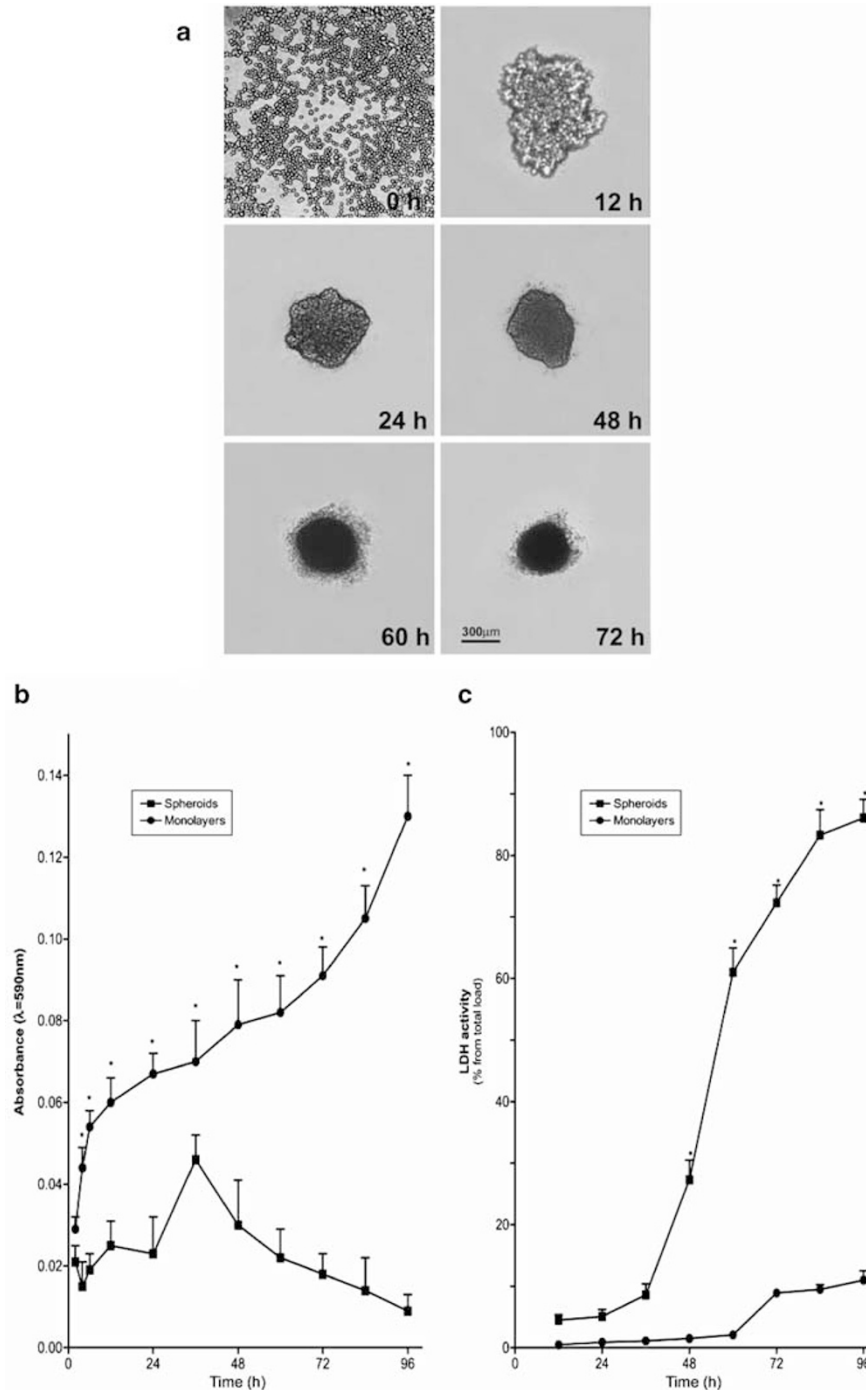 a
0 h
12 h
24 h
48 h
60 h
300µm
72 h
b
0.14
0.12
0.10
0.08
0.06
0.04
0.02
0.00
Absorbance (λ=590nm)
Spheroids
Monolayers
* * * * * * * * * *
0 24 48 72 96
Time (h)
c
100
80
60
40
20
0
LDH activity
(% from total load)
Spheroids
Monolayers
* * * * *
0 24 48 72 96
Time (h)